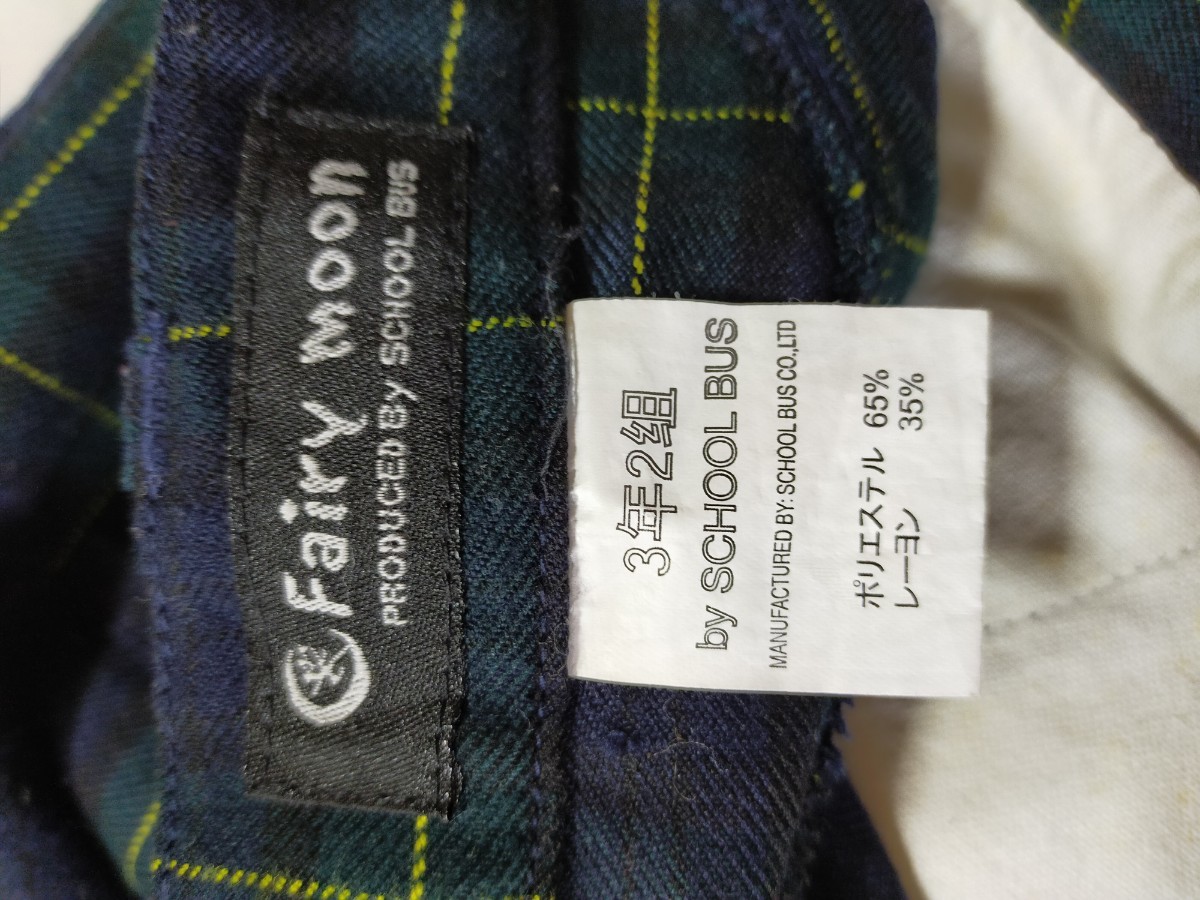 Fairy moon
PRODUCED By SCHOOL BUS
3年2組
by SCHOOL BUS
MANUFACTURED BY: SCHOOL BUS CO.,LTD
ポリエステル 65%
レーヨン 35%